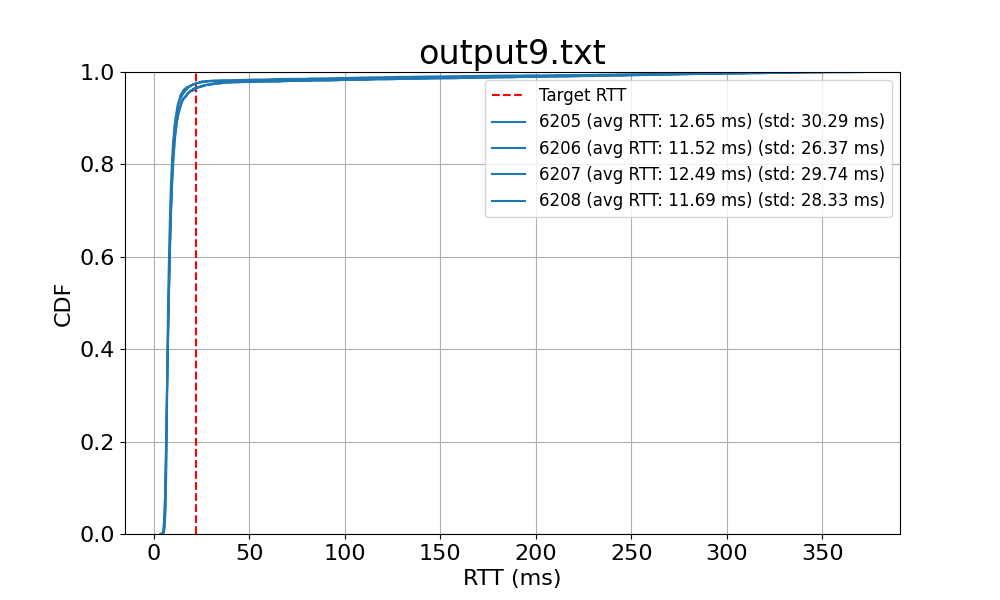 output9.txt
1.0
0.8
0.6
0.4
0.2
0.0
CDF
Target RTT
6205 (avg RTT: 12.65 ms) (std: 30.29 ms)
6206 (avg RTT: 11.52 ms) (std: 26.37 ms)
6207 (avg RTT: 12.49 ms) (std: 29.74 ms)
6208 (avg RTT: 11.69 ms) (std: 28.33 ms)
0 50 100 150 200 250 300 350
RTT (ms)